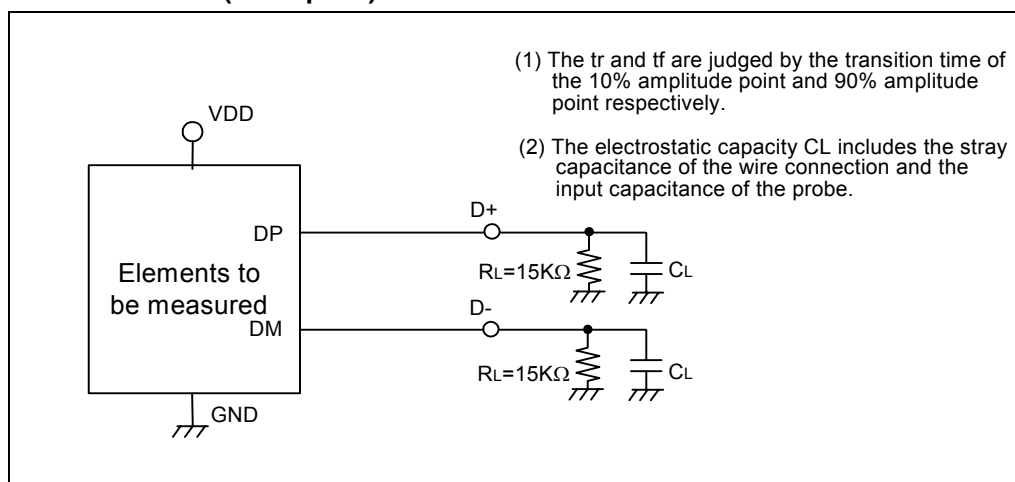 (1) The tr and tf are judged by the transition time of
the 10% amplitude point and 90% amplitude
point respectively.
(2) The electrostatic capacity CL includes the stray
capacitance of the wire connection and the
input capacitance of the probe.
VDD
D+
DP
Elements to
be measured
RL=15KΩ
CL
D-
DM
RL=15KΩ
CL
GND